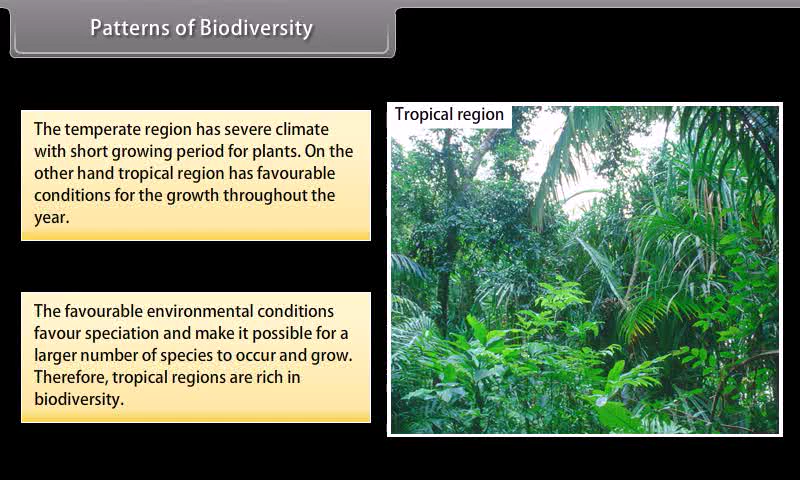 Patterns of Biodiversity
Tropical region
The temperate region has severe climate
with short growing period for plants. On the
other hand tropical region has favourable
conditions for the growth throughout the
year.
The favourable environmental conditions
favour speciation and make it possible for a
larger number of species to occur and grow.
Therefore, tropical regions are rich in
biodiversity.